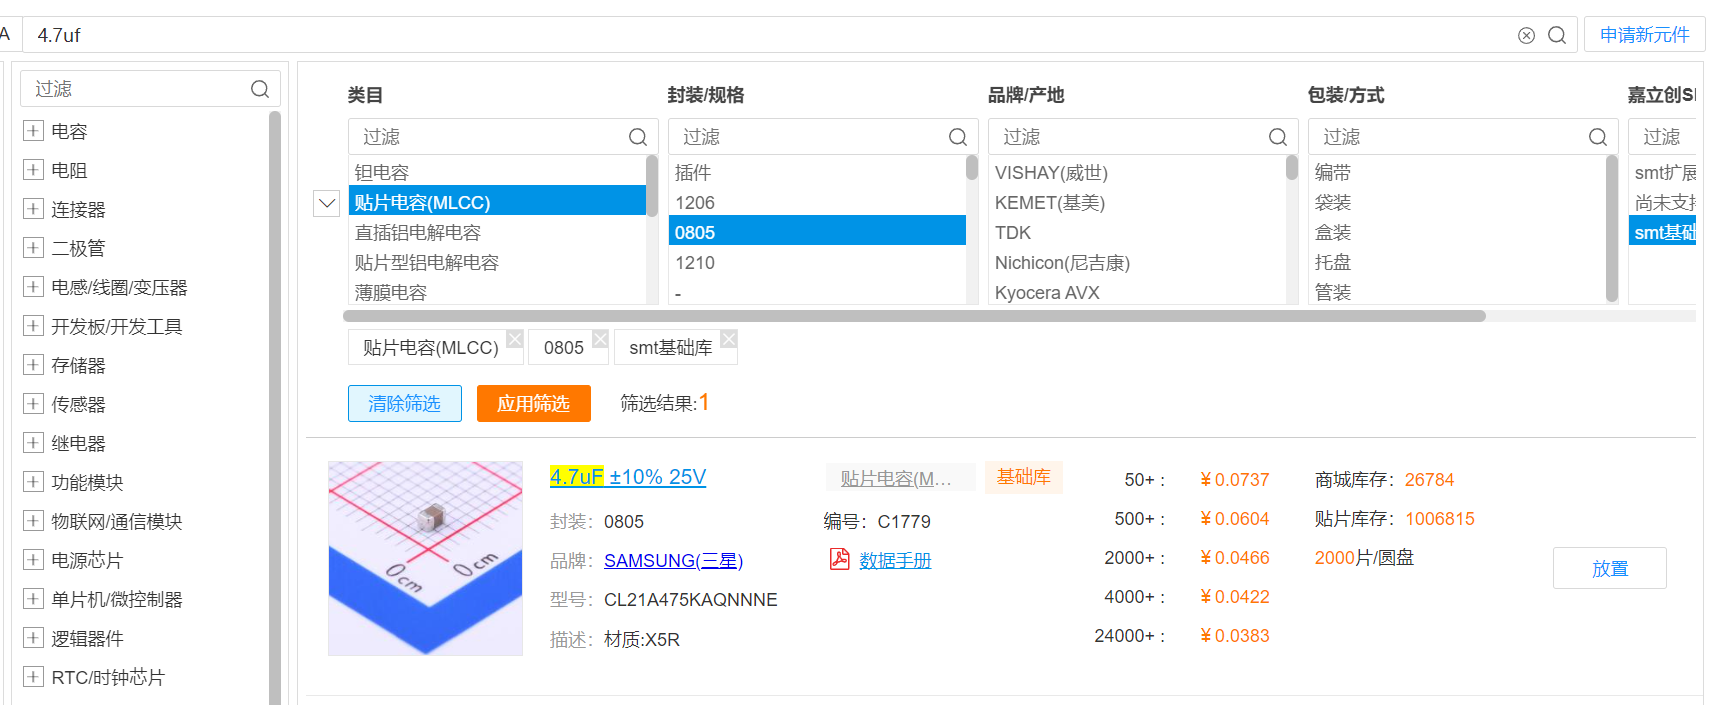 A
4.7uf
申请新元件
过滤
电容
电阻
连接器
二极管
电感/线圈/变压器
开发板/开发工具
存储器
传感器
继电器
功能模块
物联网/通信模块
电源芯片
单片机/微控制器
逻辑器件
RTC/时钟芯片
类目
过滤
钽电容
贴片电容(MLCC)
直插铝电解电容
贴片型铝电解电容
薄膜电容
封装/规格
过滤
插件
1206
0805
1210
-
品牌/产地
过滤
VISHAY(威世)
KEMET(基美)
TDK
Nichicon(尼吉康)
Kyocera AVX
包装/方式
过滤
编带
袋装
盒装
托盘
管装
嘉立创S
过滤
smt扩展
尚未支
smt基础
贴片电容(MLCC) 0805 smt基础库
清除筛选 应用筛选 筛选结果:1
4.7uF ±10% 25V
贴片电容(M... 基础库
封装: 0805
编号: C1779
品牌: SAMSUNG(三星)
数据手册
型号: CL21A475KAQNNNE
描述: 材质:X5R
50+ : ￥0.0737
500+ : ￥0.0604
2000+ : ￥0.0466
4000+ : ￥0.0422
24000+ : ￥0.0383
商城库存: 26784
贴片库存: 1006815
2000片/圆盘
放置
0cm 0cm